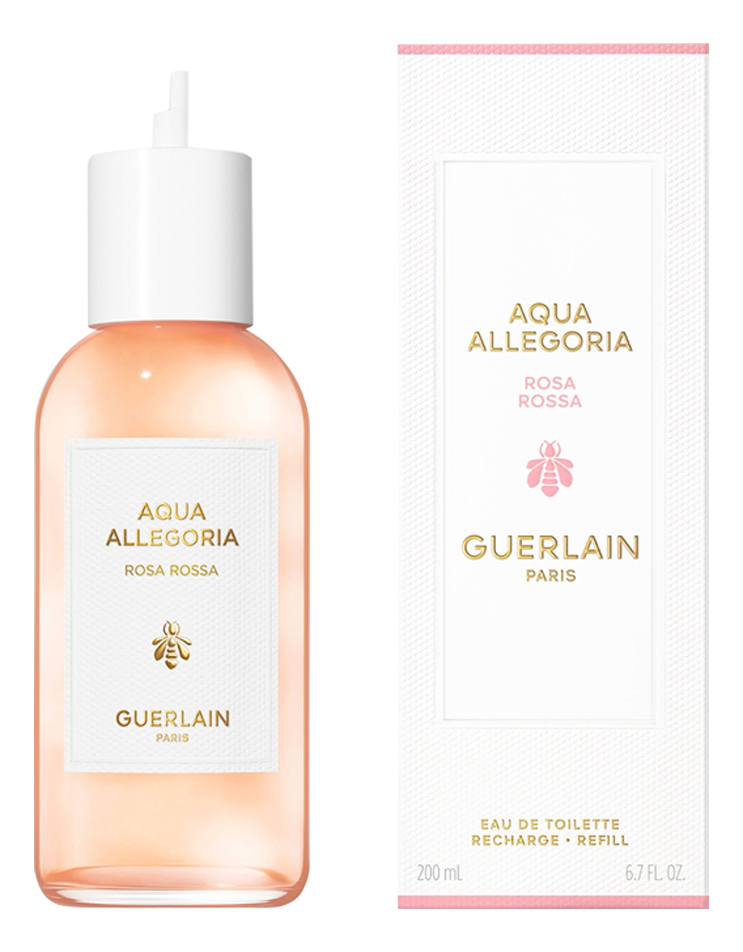 AQUA
ALLEGORIA
ROSA ROSSA
GUERLAIN
PARIS
AQUA
ALLEGORIA
ROSA
ROSSA
GUERLAIN
PARIS
EAU DE TOILETTE
RECHARGE • REFILL
200 mL 6.7 FL. OZ.